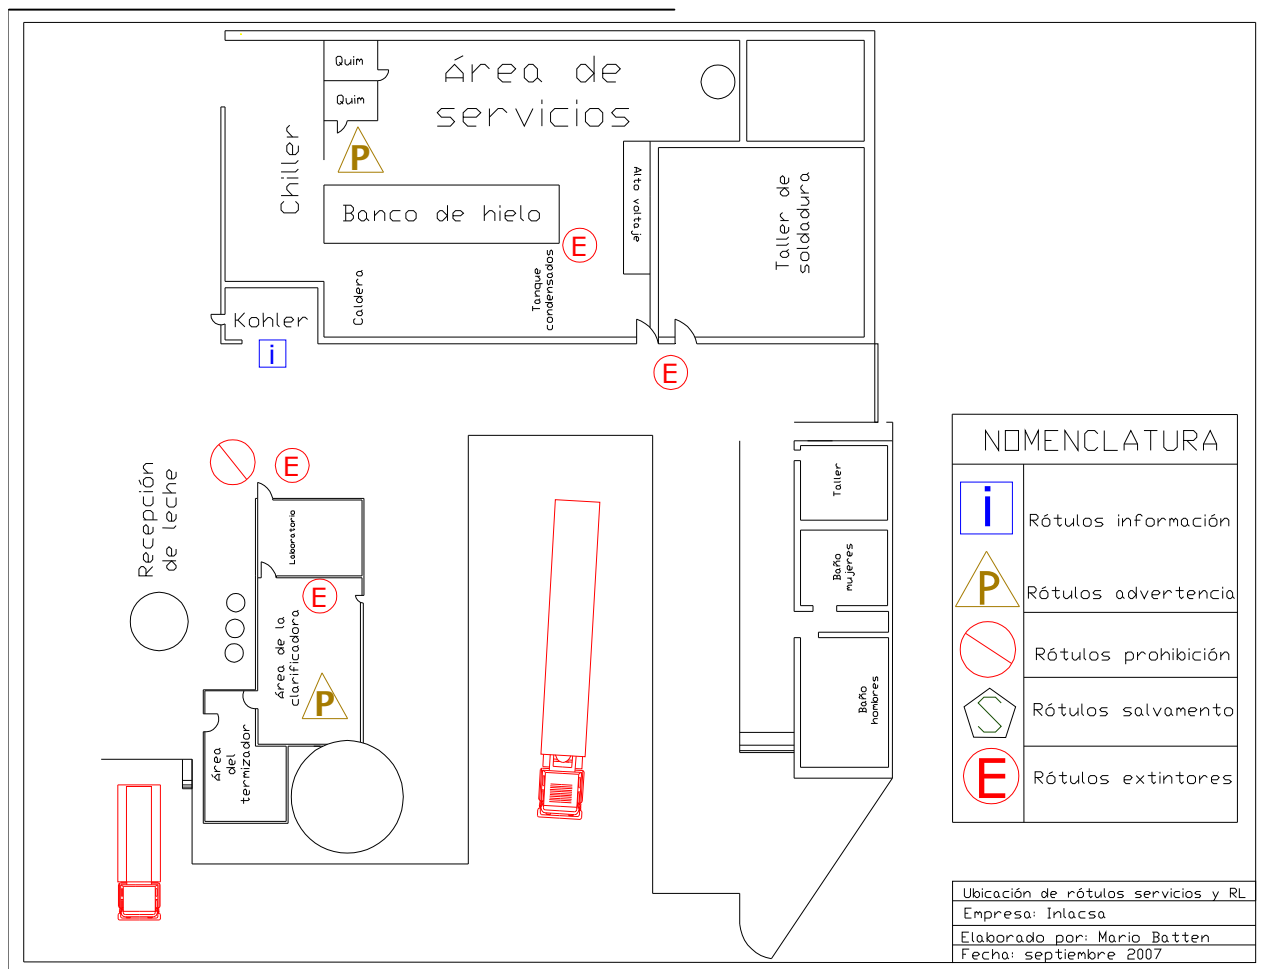 Quim
Quim
Área de
servicios
P
Chiller
Banco de hielo
E
Alto voltaje
Taller de
soldadura
Caldera
Tanque
condensados
Kohler
i
E
E
Recepción
de leche
Laboratorio
E
Área de la
clarificadora
P
Área
del
termizador
Taller
Baño
mujeres
Baño
hombres
NOMENCLATURA
i
Rótulos información
P
Rótulos advertencia
Rótulos prohibición
S
Rótulos salvamento
E
Rótulos extintores
Ubicación de rótulos servicios y RL
Empresa: Inlacsa
Elaborado por: Mario Batten
Fecha: septiembre 2007